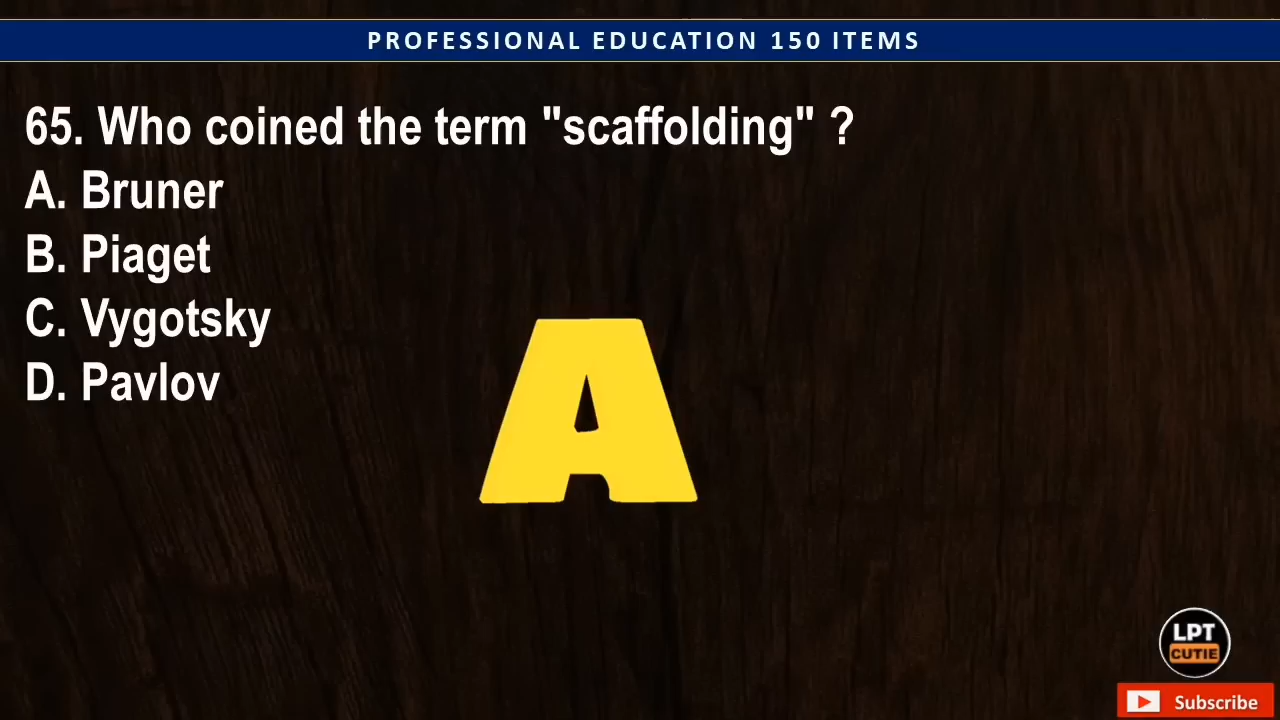 PROFESSIONAL EDUCATION 150 ITEMS
65. Who coined the term "scaffolding" ?
A. Bruner
B. Piaget
C. Vygotsky
D. Pavlov
A
LPT
CUTIE
Subscribe